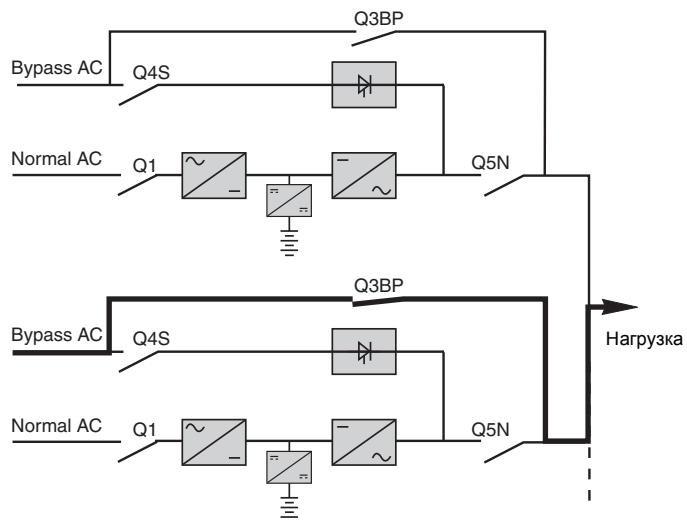 Q3BP
Bypass AC
Q4S
Normal AC
Q1
Q5N
Q3BP
Bypass AC
Q4S
Нагрузка
Normal AC
Q1
Q5N